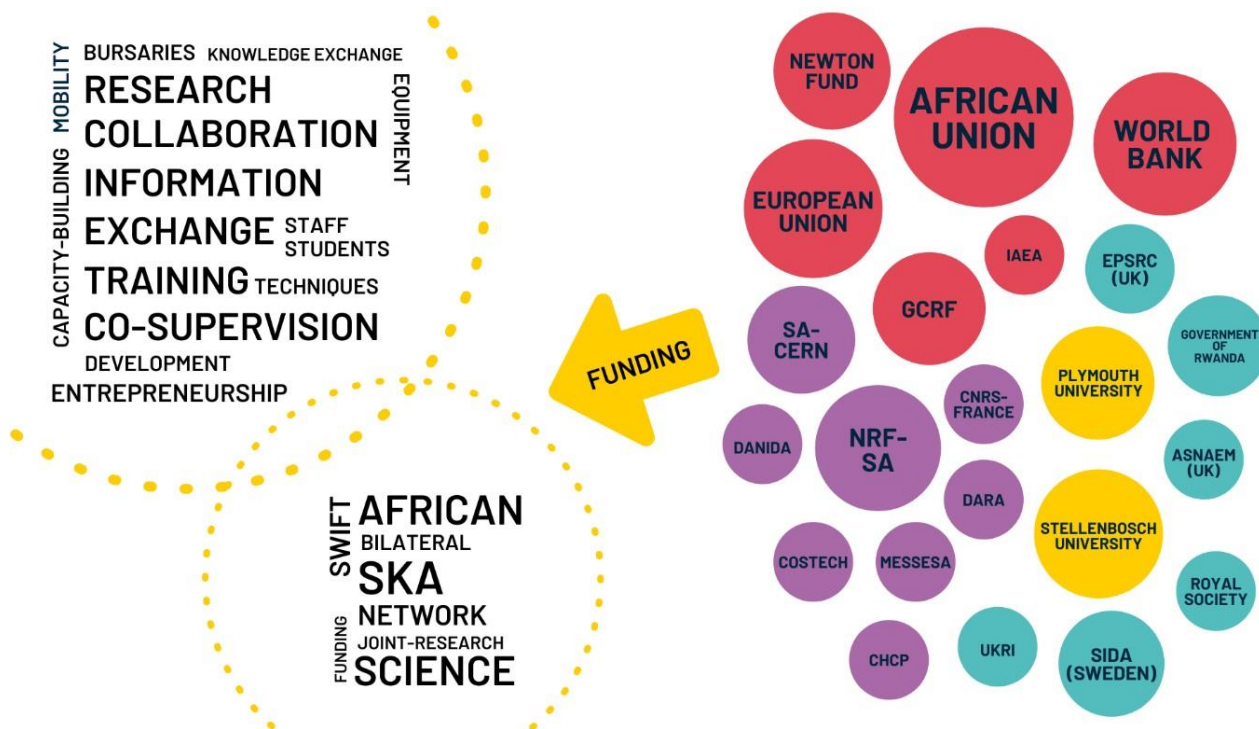 MOBILITY
CAPACITY-BUILDING
BURSARIES
KNOWLEDGE EXCHANGE
RESEARCH
COLLABORATION
EQUIPMENT
INFORMATION
EXCHANGE
STAFF
STUDENTS
TRAINING
TECHNIQUES
CO-SUPERVISION
DEVELOPMENT
ENTREPRENEURSHIP
SWIFT
FUNDING
AFRICAN
BILATERAL
SKA
NETWORK
JOINT-RESEARCH
SCIENCE
FUNDING
NEWTON
FUND
AFRICAN
UNION
WORLD
BANK
EUROPEAN
UNION
IAEA
EPSRC
(UK)
GCRF
SA-
CERN
GOVERNMENT
OF
RWANDA
PLYMOUTH
UNIVERSITY
CNRS-
FRANCE
DANIDA
NRF-
SA
ASNAEM
(UK)
DARA
STELLENBOSCH
UNIVERSITY
COSTECH
MESSESA
ROYAL
SOCIETY
CHCP
UKRI
SIDA
(SWEDEN)